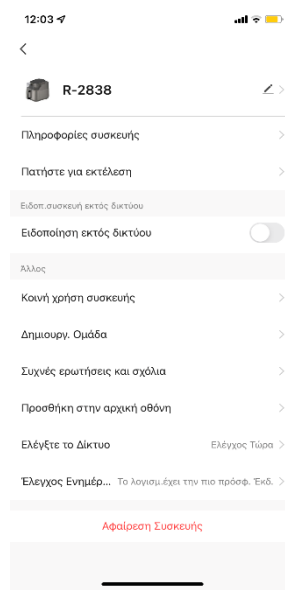 12:03
R-2838
Πληροφορίες συσκευής
Πατήστε για εκτέλεση
Ειδοπ.συσκευή εκτός δικτύου
Ειδοποίηση εκτός δικτύου
Άλλος
Κοινή χρήση συσκευής
Δημιουργ. Ομάδα
Συχνές ερωτήσεις και σχόλια
Προσθήκη στην αρχική οθόνη
Ελέγξτε το Δίκτυο Ελέγχος Τώρα
Έλεγχος Ενημέρ... Το λογισμ.έχει την πιο πρόσφ. Έκδ.
Αφαίρεση Συσκευής